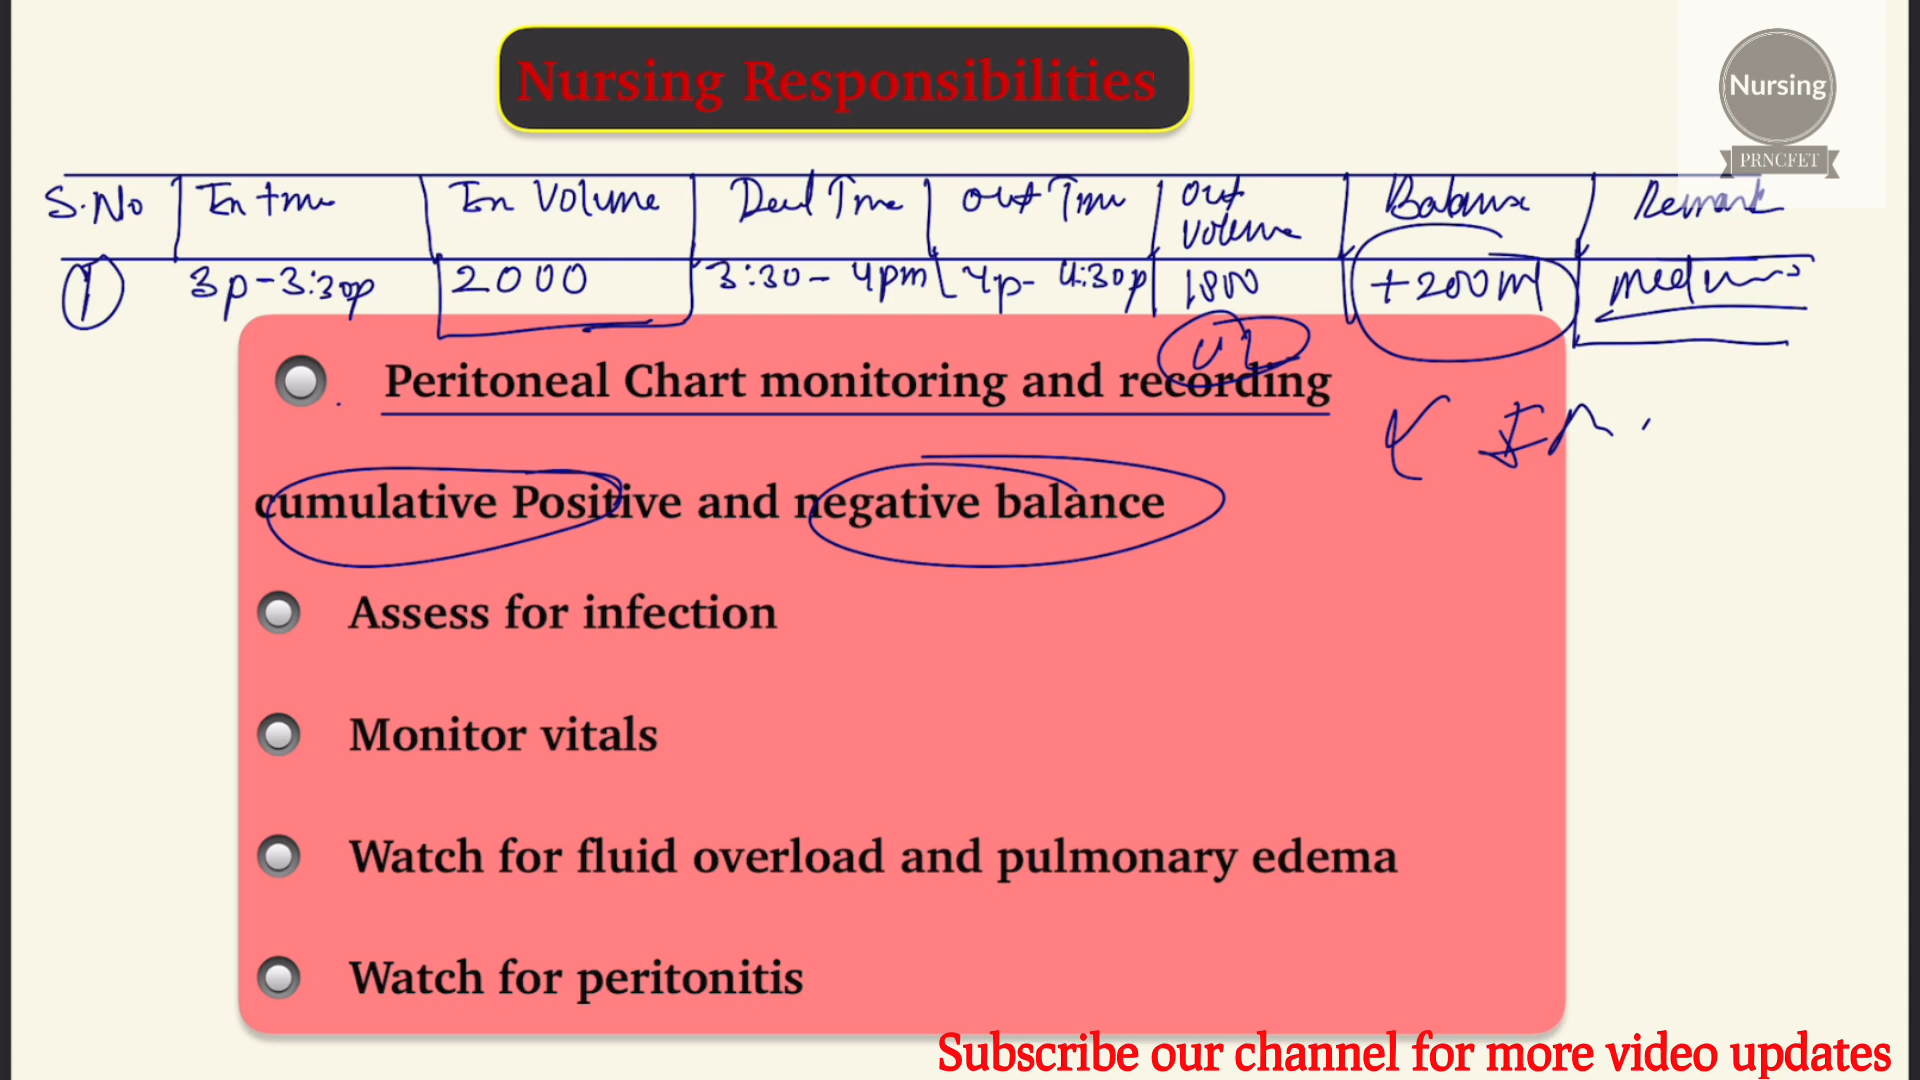 Nursing Responsibilities
Nursing
PRNCFET
S.No In time In Volume Out Time Out Volume Balance Remark
1 3p-3:30p 2000 3:30-4pm 4p-4:30p 1800 +200ml
Peritoneal Chart monitoring and recording
cumulative Positive and negative balance
Assess for infection
Monitor vitals
Watch for fluid overload and pulmonary edema
Watch for peritonitis
Subscribe our channel for more video updates